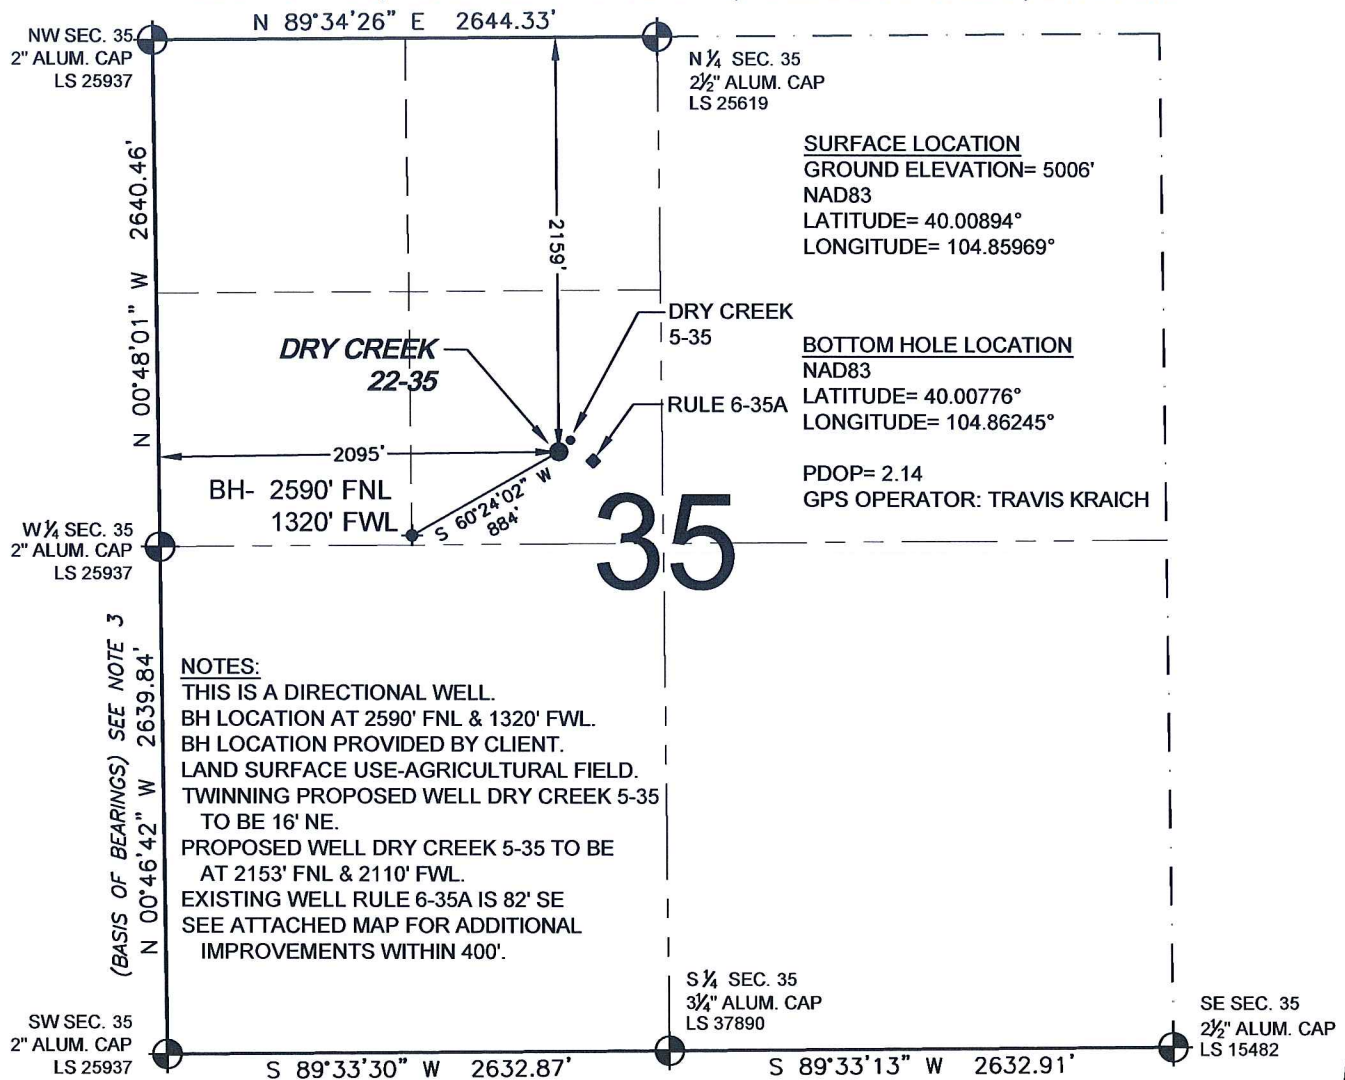 N 89°34'26" E 2644.33'
NW SEC. 35
2" ALUM. CAP
LS 25937
N ¼ SEC. 35
2½" ALUM. CAP
LS 25619
N 00°48'01" W 2640.46'
2159'
SURFACE LOCATION
GROUND ELEVATION= 5006'
NAD83
LATITUDE= 40.00894°
LONGITUDE= 104.85969°
DRY CREEK
5-35
DRY CREEK
22-35
RULE 6-35A
BOTTOM HOLE LOCATION
NAD83
LATITUDE= 40.00776°
LONGITUDE= 104.86245°
PDOP= 2.14
GPS OPERATOR: TRAVIS KRAICH
2095'
BH- 2590' FNL
1320' FWL
S 60°24'02" W
884'
35
W ¼ SEC. 35
2" ALUM. CAP
LS 25937
(BASIS OF BEARINGS) SEE NOTE 3
N 00°46'42" W 2639.84'
NOTES:
THIS IS A DIRECTIONAL WELL.
BH LOCATION AT 2590' FNL & 1320' FWL.
BH LOCATION PROVIDED BY CLIENT.
LAND SURFACE USE-AGRICULTURAL FIELD.
TWINNING PROPOSED WELL DRY CREEK 5-35
TO BE 16' NE.
PROPOSED WELL DRY CREEK 5-35 TO BE
AT 2153' FNL & 2110' FWL.
EXISTING WELL RULE 6-35A IS 82' SE
SEE ATTACHED MAP FOR ADDITIONAL
IMPROVEMENTS WITHIN 400'.
SW SEC. 35
2" ALUM. CAP
LS 25937
S ¼ SEC. 35
3¼" ALUM. CAP
LS 37890
SE SEC. 35
2½" ALUM. CAP
LS 15482
S 89°33'30" W 2632.87'
S 89°33'13" W 2632.91'